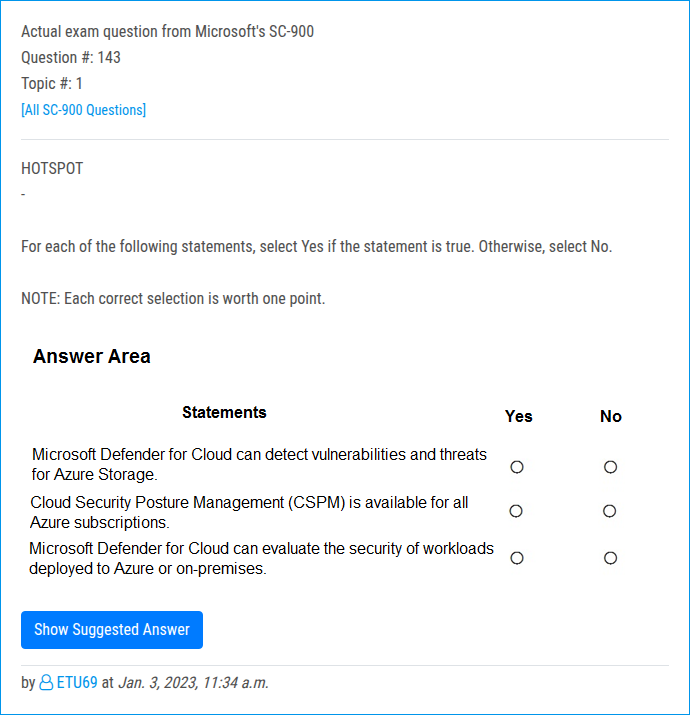 Actual exam question from Microsoft's SC-900
Question #: 143
Topic #: 1
[All SC-900 Questions]
HOTSPOT
-
For each of the following statements, select Yes if the statement is true. Otherwise, select No.
NOTE: Each correct selection is worth one point.
Answer Area
Statements Yes No
Microsoft Defender for Cloud can detect vulnerabilities and threats
for Azure Storage.
Cloud Security Posture Management (CSPM) is available for all
Azure subscriptions.
Microsoft Defender for Cloud can evaluate the security of workloads
deployed to Azure or on-premises.
Show Suggested Answer
by ETU69 at Jan. 3, 2023, 11:34 a.m.